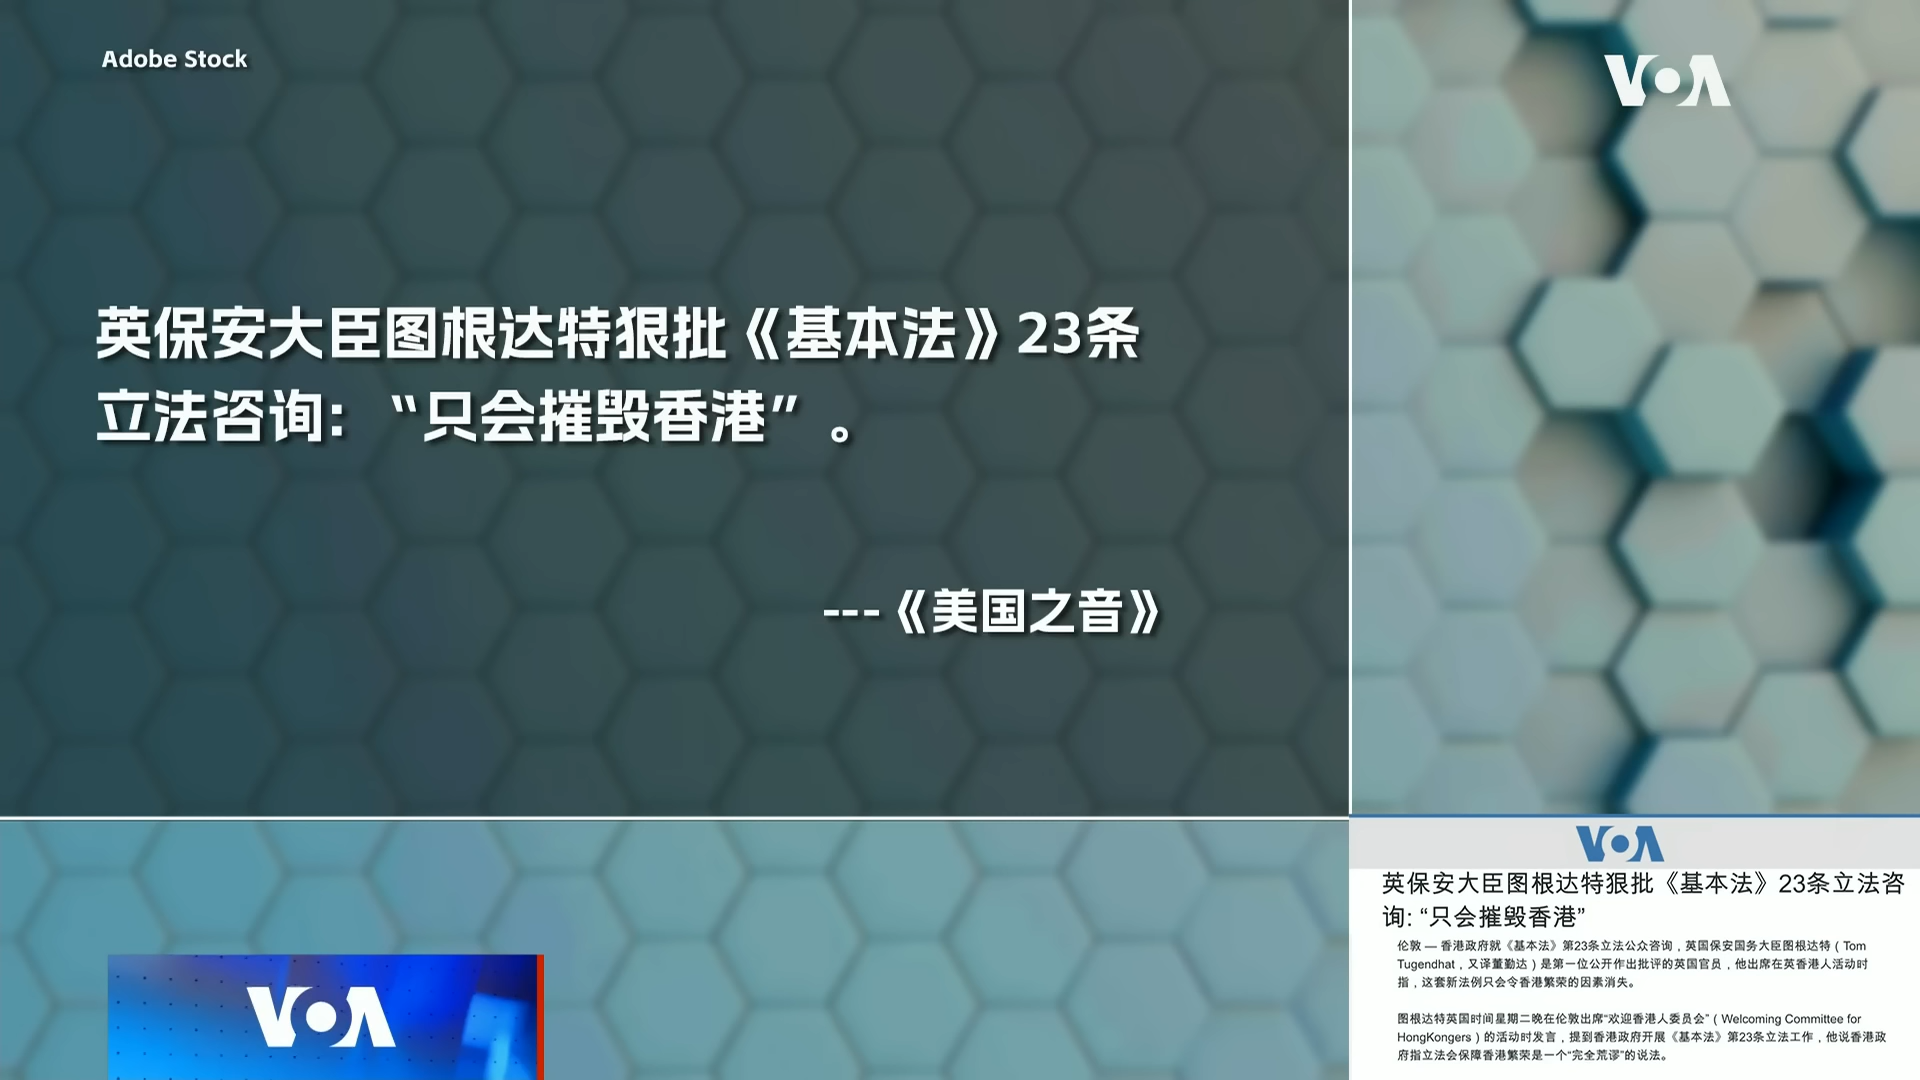 Adobe Stock
VOA
英保安大臣图根达特狠批《基本法》23条
立法咨询：“只会摧毁香港”。
---《美国之音》
VOA
英保安大臣图根达特狠批《基本法》23条立法咨
询: “只会摧毁香港”
伦敦 — 香港政府就《基本法》第23条立法公众咨询，英国保安国务大臣图根达特（Tom
Tugendhat，又译董勤达）是第一位公开作出批评的英国官员，他出席在英香港人活动时
指，这套新法例只会令香港繁荣的因素消失。
图根达特英国时间星期二晚在伦敦出席“欢迎香港人委员会”（Welcoming Committee for
HongKongers）的活动时发言，提到香港政府开展《基本法》第23条立法工作，他说香港政
府指立法会保障香港繁荣是一个“完全荒谬”的说法。
VOA